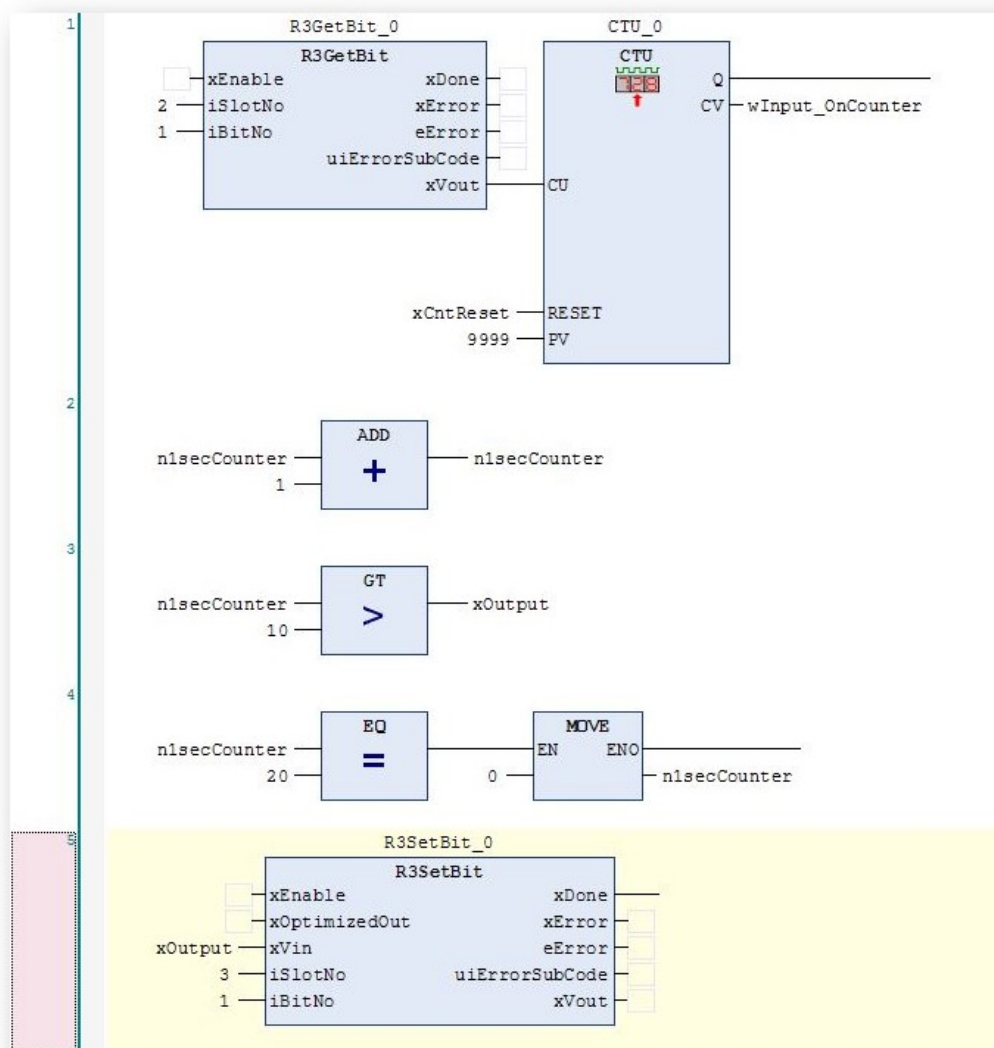 1
R3GetBit_0
R3GetBit
xEnable xDone
2 iSlotNo xError
1 iBitNo eError
uiErrorSubCode
xVout
CTU_0
CTU
Q
CV wInput_OnCounter
CU
xCntReset RESET
9999 PV
2
ADD
+
n1secCounter n1secCounter
1
3
GT
>
n1secCounter xOutput
10
4
EQ
=
n1secCounter
20
MOVE
EN ENO
0 n1secCounter
5
R3SetBit_0
R3SetBit
xEnable xDone
xOptimizedOut xError
xOutput xVin eError
3 iSlotNo uiErrorSubCode
1 iBitNo xVout